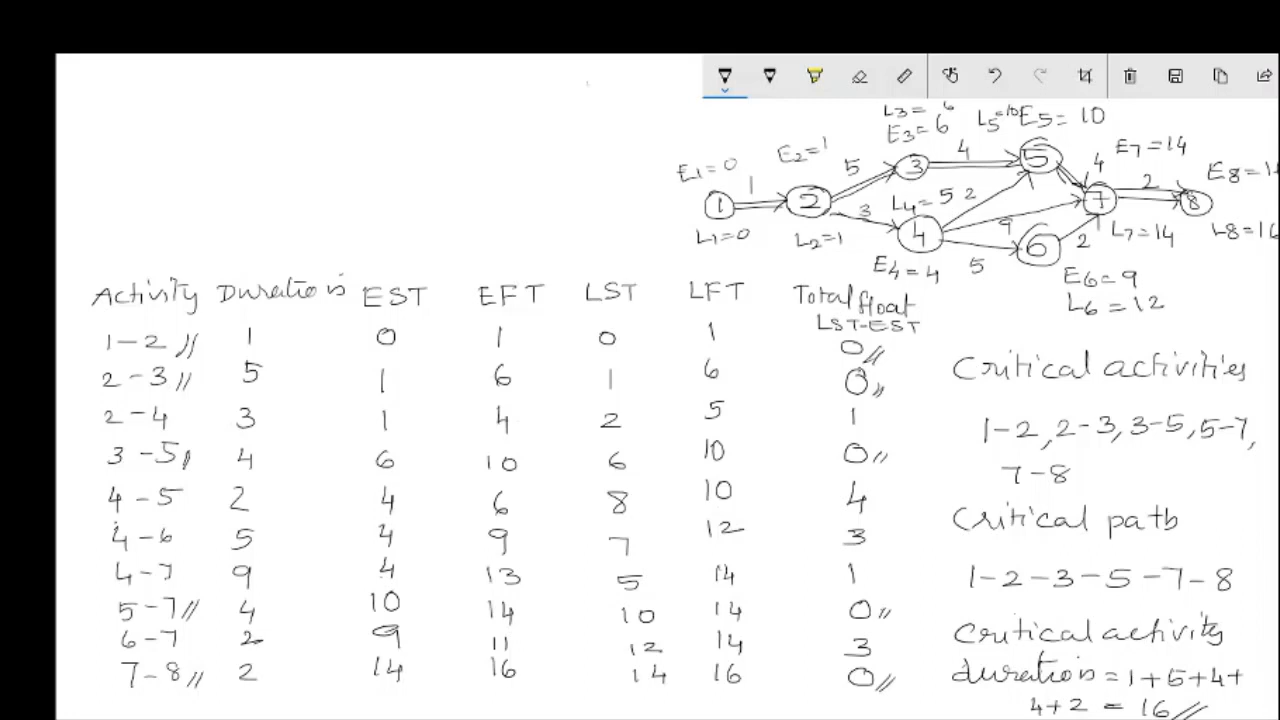 L3= 6 L5=10 E5= 10
E3=6
E1=0 E2=1 5 3 4 5 4 E7=14
1 2 E8=1
1 2 3 L4=5 2 9 7 8
L1=0 L2=1 4 6 2 L7=14 L8=16
E4=4 5 E6=9
L6=12
Activity Duration EST EFT LST LFT Total float
LST-EST
1-2 // 1 0 1 0 1 0 //
2-3 // 5 1 6 1 6 0 //
2-4 3 1 4 2 5 1
3-5 // 4 6 10 6 10 0 //
4-5 2 4 6 8 10 4
4-6 5 4 9 7 12 3
4-7 9 4 13 5 14 1
5-7 // 4 10 14 10 14 0 //
6-7 2 9 11 12 14 3
7-8 // 2 14 16 14 16 0 //
Critical activities
1-2, 2-3, 3-5, 5-7,
7-8
Critical path
1-2-3-5-7-8
Critical activity
duration = 1+5+4+
4+2 = 16 //